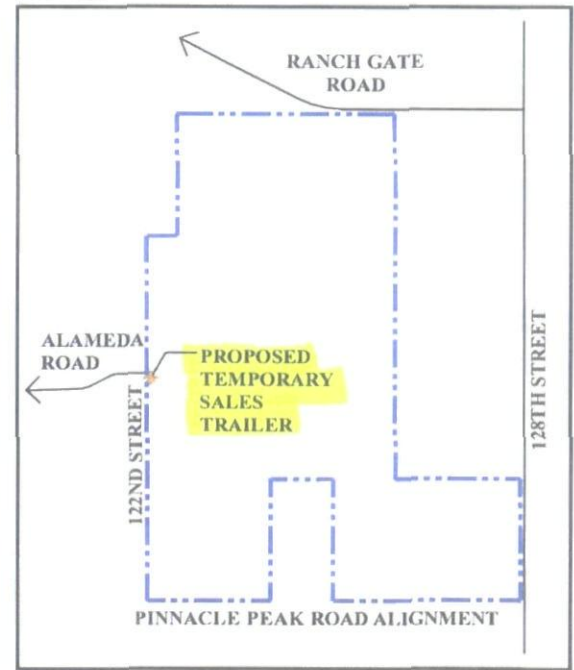 RANCH GATE
ROAD
ALAMEDA
ROAD
PROPOSED
TEMPORARY
SALES
TRAILER
122ND STREET
128TH STREET
PINNACLE PEAK ROAD ALIGNMENT